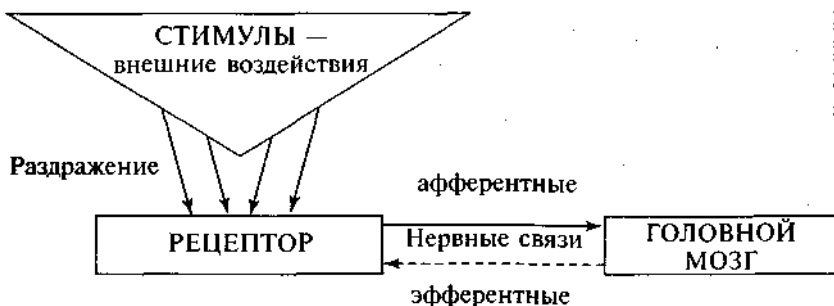 СТИМУЛЫ —
внешние воздействия
Раздражение
афферентные
РЕЦЕПТОР
Нервные связи
ГОЛОВНОЙ
МОЗГ
эфферентные